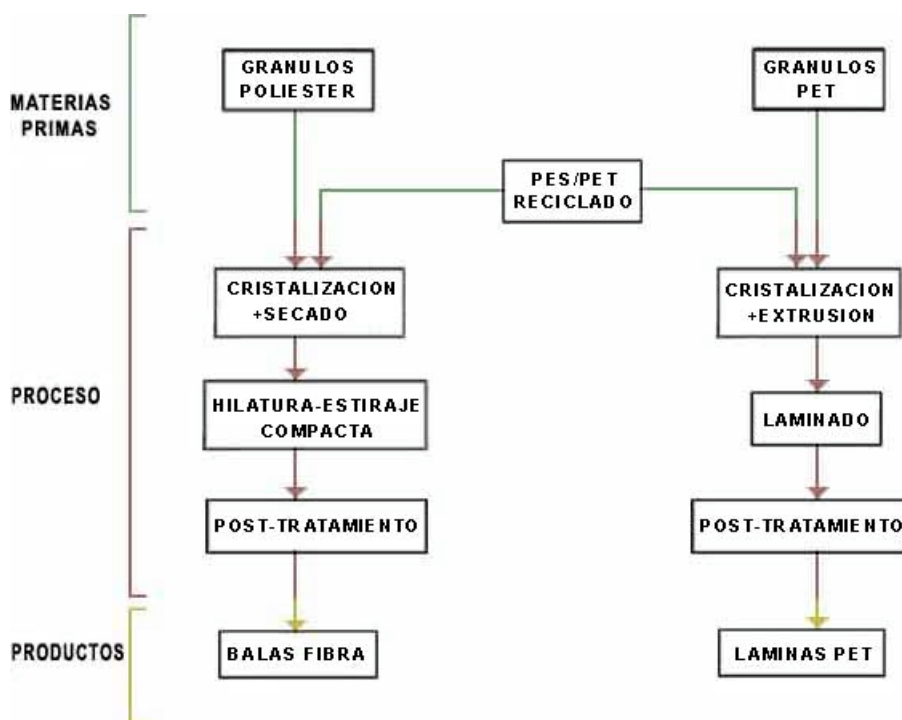 GRANULOS
POLIESTER
GRANULOS
PET
MATERIAS
PRIMAS
PES/PET
RECICLADO
CRISTALIZACION
+SECADO
CRISTALIZACION
+EXTRUSION
PROCESO
HILATURA-ESTIRAJE
COMPACTA
LAMINADO
POST-TRATAMIENTO
POST-TRATAMIENTO
PRODUCTOS
BALAS FIBRA
LAMINAS PET